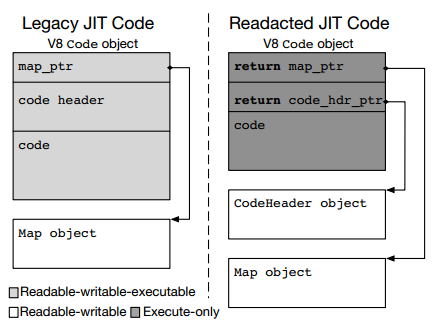 Legacy JIT Code
V8 Code object
map_ptr
code header
code
Map object
Readacted JIT Code
V8 Code object
return map_ptr
return code_hdr_ptr
code
CodeHeader object
Map object
Readable-writable-executable
Readable-writable
Execute-only